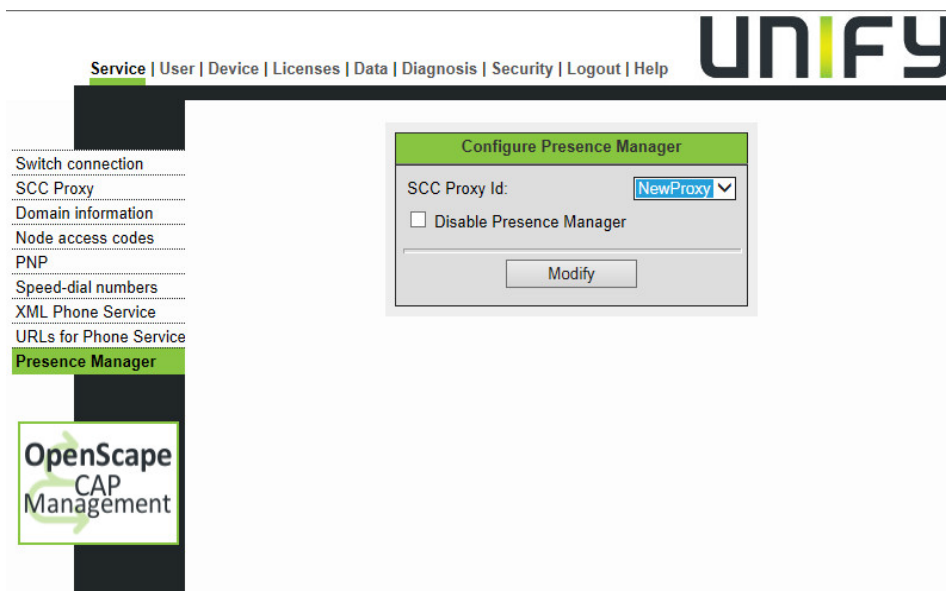 UNIFY
Service | User | Device | Licenses | Data | Diagnosis | Security | Logout | Help
Switch connection
SCC Proxy
Domain information
Node access codes
PNP
Speed-dial numbers
XML Phone Service
URLs for Phone Service
Presence Manager
OpenScape
CAP
Management
Configure Presence Manager
SCC Proxy Id: NewProxy
Disable Presence Manager
Modify